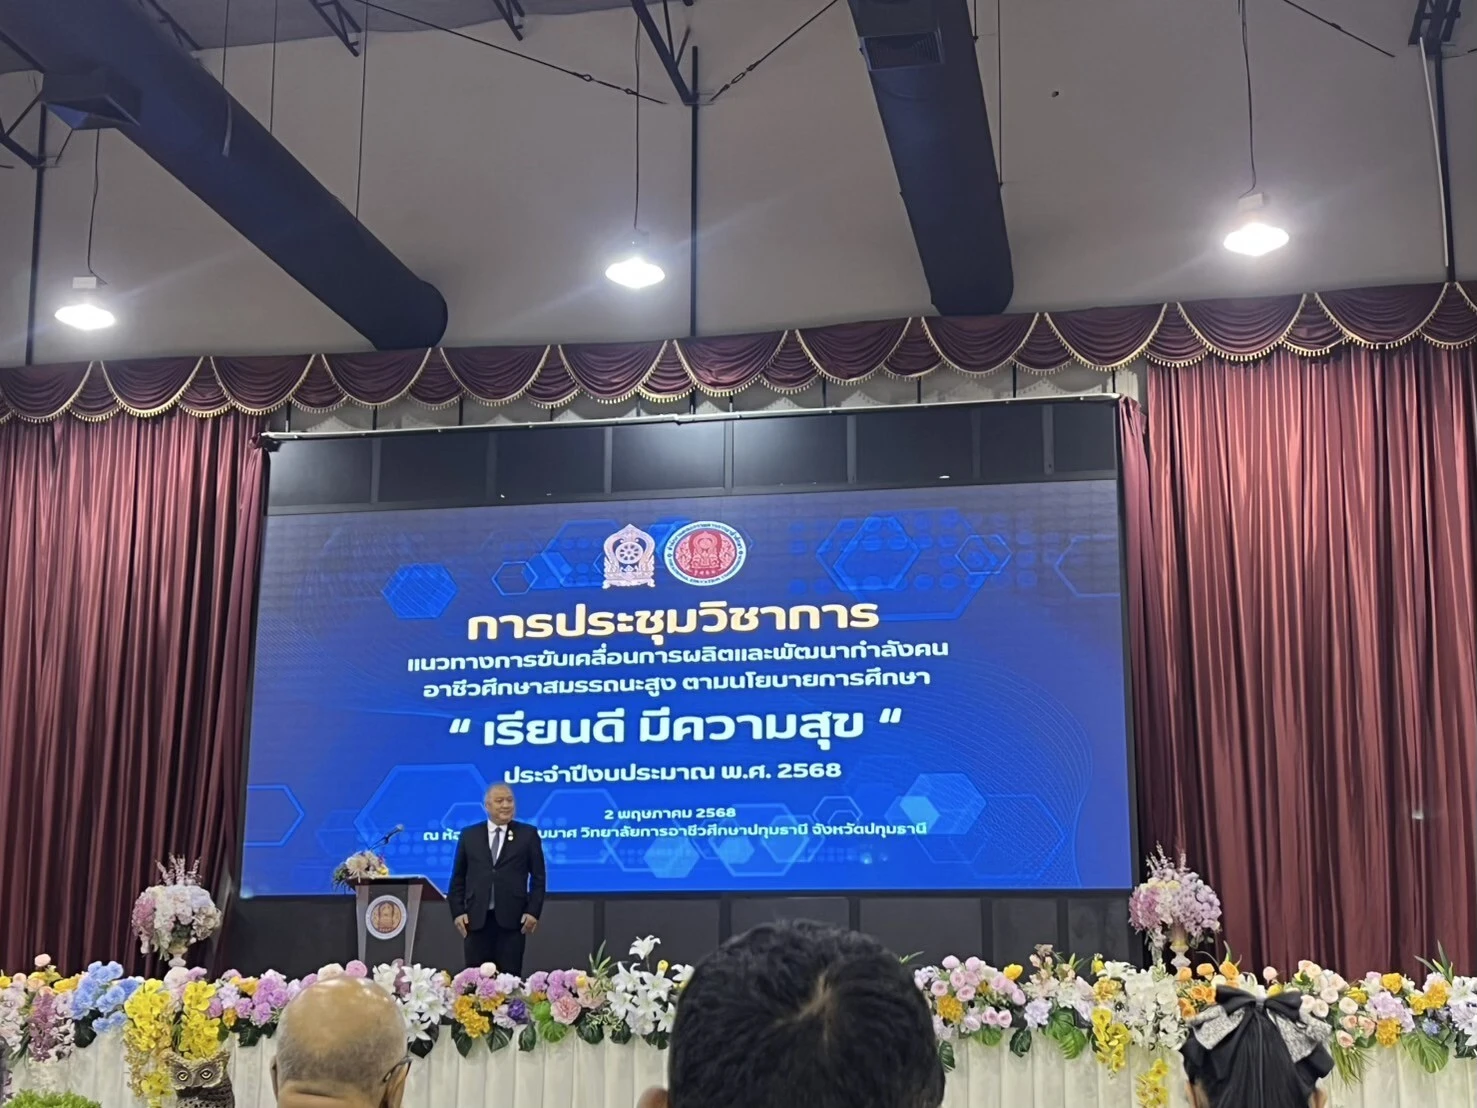 การประชุมวิชาการ
แนวทางการขับเคลื่อนการผลิตและพัฒนากำลังคน
อาชีวศึกษาสมรรถนะสูง ตามนโยบายการศึกษา
“ เรียนดี มีความสุข “
ประจำปีงบประมาณ พ.ศ. 2568
2 พฤษภาคม 2568
ณ วิทยาลัยการอาชีวศึกษาปทุมธานี จังหวัดปทุมธานี